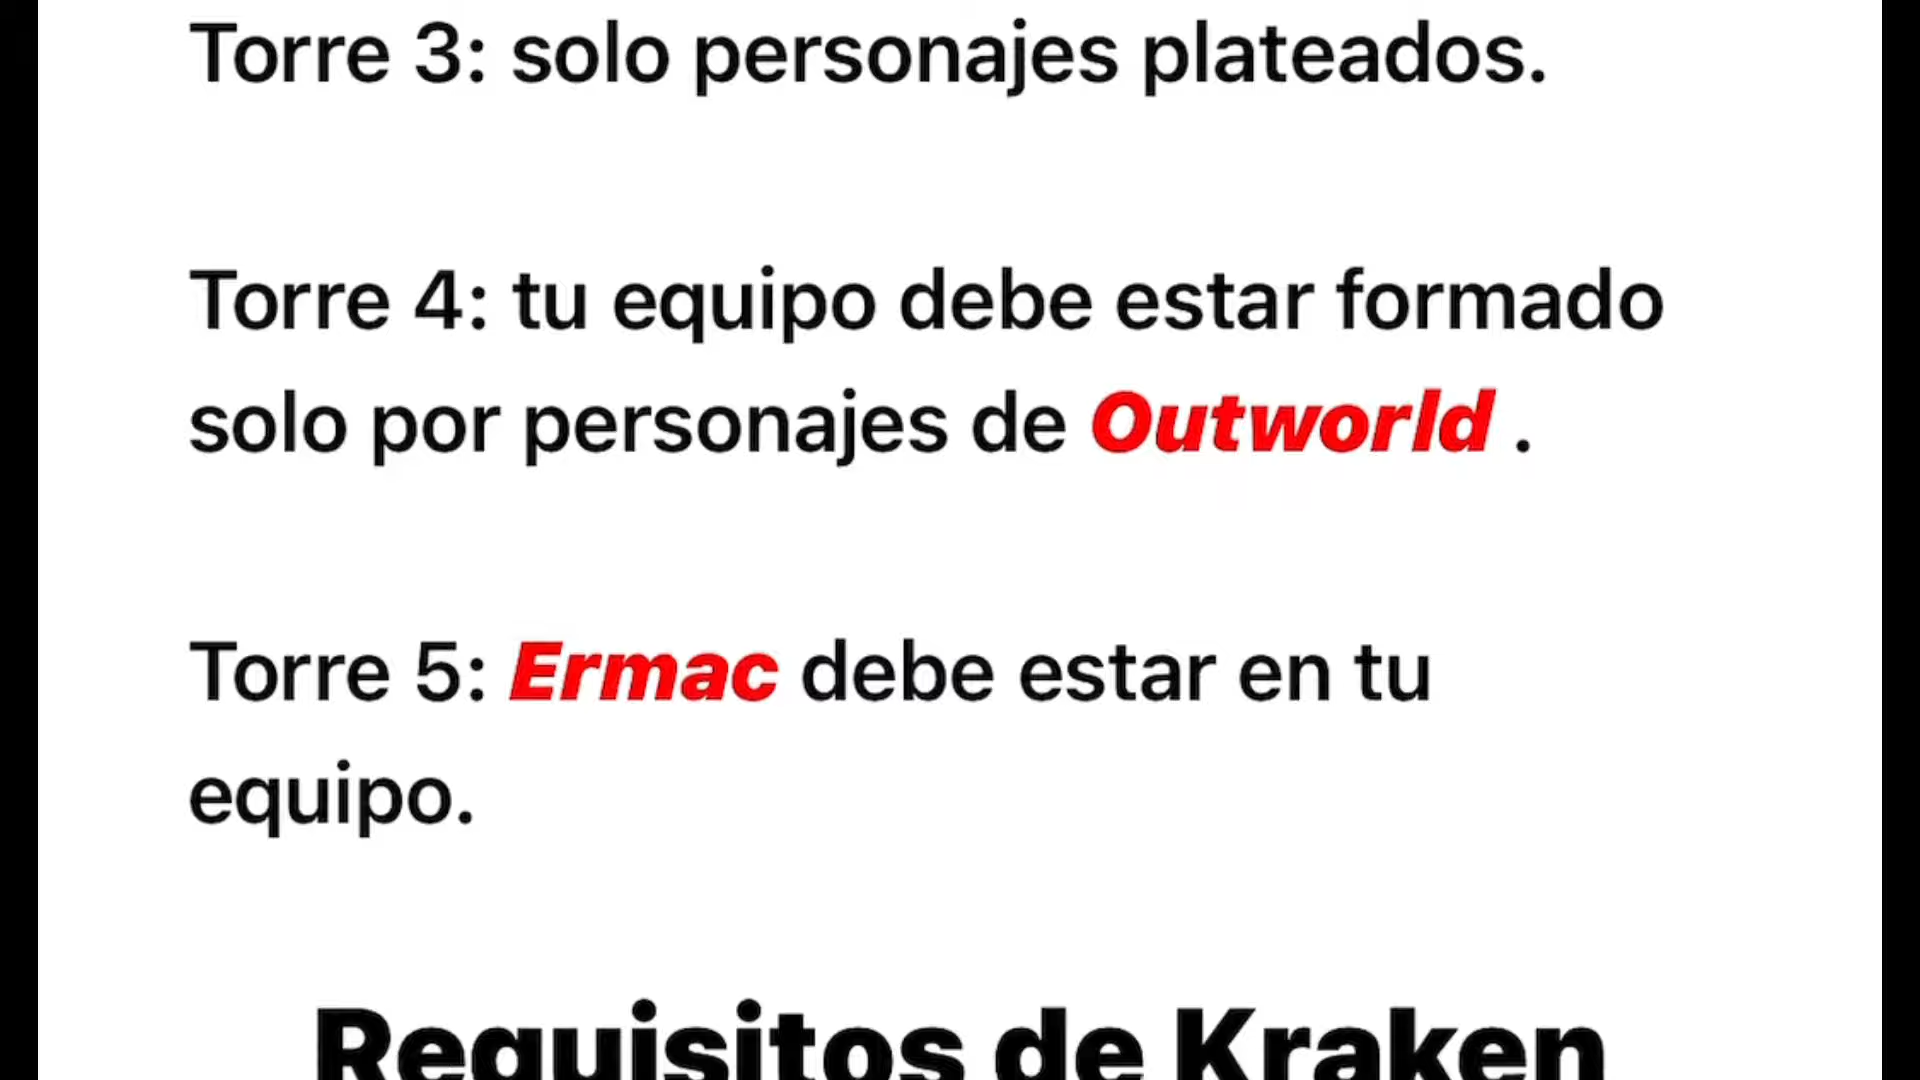 Torre 3: solo personajes plateados.
Torre 4: tu equipo debe estar formado
solo por personajes de Outworld .
Torre 5: Ermac debe estar en tu
equipo.
Requisitos de Kraken